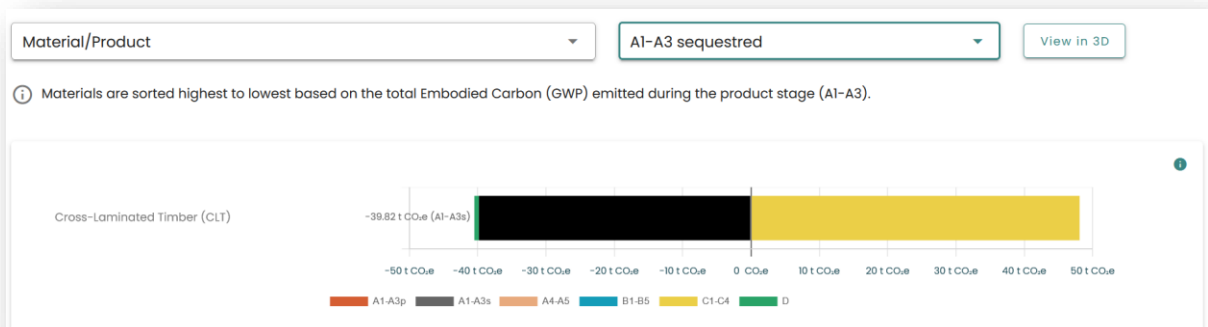 Material/Product
A1-A3 sequestred
View in 3D
Materials are sorted highest to lowest based on the total Embodied Carbon (GWP) emitted during the product stage (A1-A3).
Cross-Laminated Timber (CLT)
-39.82 t CO₂e (A1-A3s)
-50 t CO₂e -40 t CO₂e -30 t CO₂e -20 t CO₂e -10 t CO₂e 0 CO₂e 10 t CO₂e 20 t CO₂e 30 t CO₂e 40 t CO₂e 50 t CO₂e
A1-A3p A1-A3s A4-A5 B1-B5 C1-C4 D